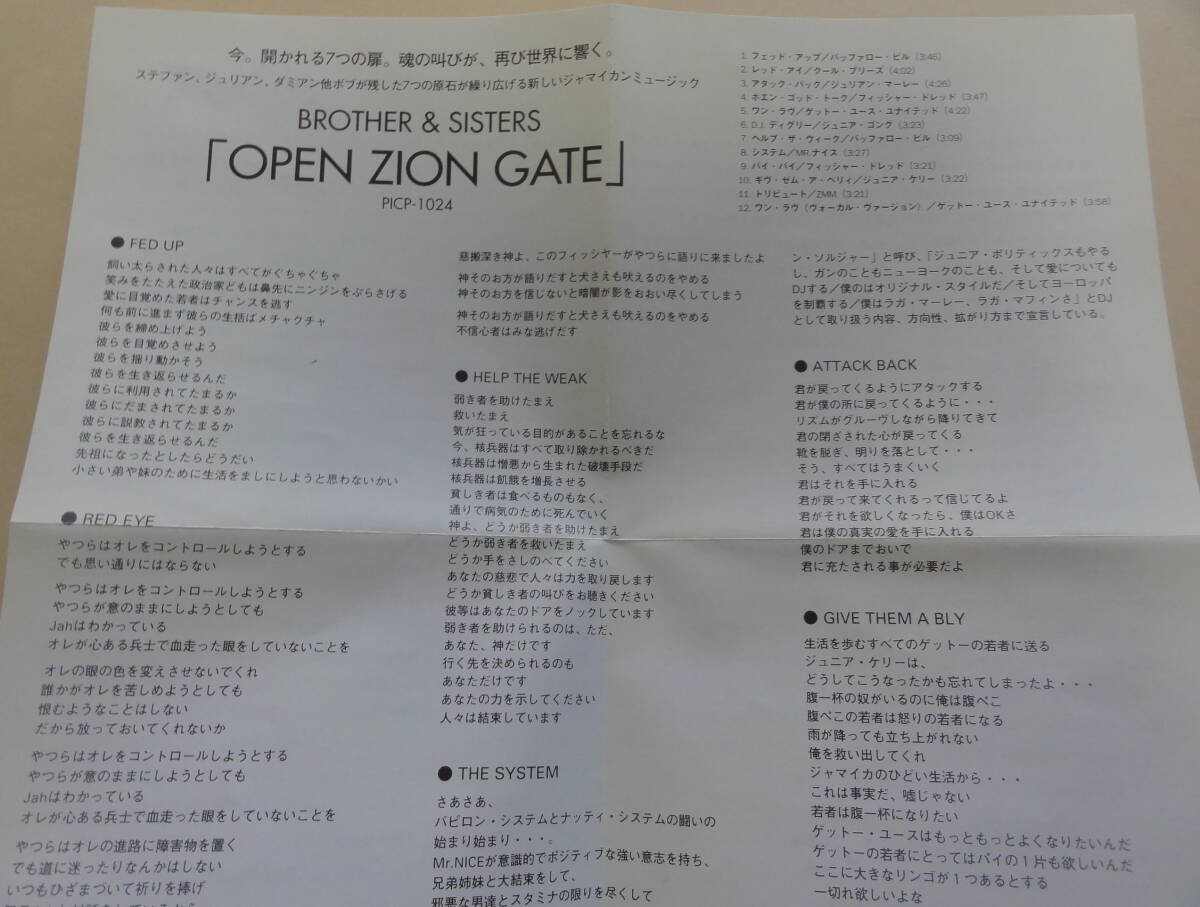 今。開かれる7つの扉。魂の叫びが、再び世界に響く。
ステファン、ジュリアン、ダミアン他ボブが残した7つの原石が繰り広げる新しいジャマイカンミュージック
BROTHER & SISTERS
「OPEN ZION GATE」
PICP-1024
1. フェッド・アップ/バッファロー・ビル (3:46)
2. レッド・アイ/クール・ブリーズ (4:02)
3. アタック・バック/ジュリアン・マーレー (4:26)
4. ホエン・ゴッド・トーク/フィッシャー・ドレッド (3:47)
5. ワン・ラヴ/ゲットー・ユース・ユナイテッド (4:22)
6. D.J. ディグリー/ジュニア・ゴンク (3:23)
7. ヘルプ・ザ・ウィーク/バッファロー・ビル (3:09)
8. システム/MR.ナイス (3:27)
9. バイ・バイ/フィッシャー・ドレッド (3:21)
10. ギヴ・ゼム・ア・ベリィ/ジュニア・ケリー (3:22)
11. トリビュート/ZMM. (3:21)
12. ワン・ラヴ (ヴォーカル・ヴァージョン) /ゲットー・ユース・ユナイテッド (3:58)
● FED UP
飼い太らされた人々はすべてがぐちゃぐちゃ
笑みをたたえた政治家どもは鼻先にニンジンをぶらさげる
愛に目覚めた若者はチャンスを逃す
何も前に進まず彼らの生活はメチャクチャ
彼らを締め上げよう
彼らを目覚めさせよう
彼らを揺り動かそう
彼らを生き返らせるんだ
彼らに利用されてたまるか
彼らにだまされてたまるか
彼らに説教されてたまるか
彼らを生き返らせるんだ
先祖になったとしたらどうだい
小さい弟や妹のために生活をましにしようと思わないかい
● RED EYE
やつらはオレをコントロールしようとする
でも思い通りにはならない
やつらはオレをコントロールしようとする
やつらが意のままにしようとしても
Jahはわかっている
オレが心ある兵士で血走った眼をしていないことを
オレの眼の色を変えさせないでくれ
誰かがオレを苦しめようとしても
恨むようなことはしない
だから放っておいてくれないか
やつらはオレをコントロールしようとする
やつらが意のままにしようとしても
Jahはわかっている
オレが心ある兵士で血走った眼をしていないことを
やつらはオレの進路に障害物を置く
でも道に迷ったりなんかはしない
いつもひざまづいて祈りを捧げ
慈搬深き神よ、このフィッシヤーがやつらに語りに来ましたよ
神そのお方が語りだすと犬さえも吠えるのをやめる
神そのお方を信じないと暗闇が影をおおい尽くしてしまう
神そのお方が語りだすと犬さえも吠えるのをやめる
不信心者はみな逃げだす
● HELP THE WEAK
弱き者を助けたまえ
救いたまえ
気が狂っている目的があることを忘れるな
今、核兵器はすべて取り除かれるべきだ
核兵器は憎悪から生まれた破壊手段だ
核兵器は飢餓を増長させる
貧しき者は食べるものもなく、
通りで病気のために死んでいく
神よ、どうか弱き者を助けたまえ
どうか弱き者を救いたまえ
どうか手をさしのべてください
あなたの慈悲で人々は力を取り戻します
どうか貧しき者の叫びをお聴きください
彼等はあなたのドアをノックしています
弱き者を助けられるのは、ただ、
あなた、神だけです
行く先を決められるのも
あなただけです
あなたの力を示してください
人々は結束しています
● THE SYSTEM
さあさあ、
バビロン・システムとナッティ・システムの闘いの
始まり始まり・・・。
Mr.NICEが意識的でポジティブな強い意志を持ち、
兄弟姉妹と大結束をして、
邪悪な男達とスタミナの限りを尽くして
ン・ソルジャー」と呼び、「ジュニア・ポリティックスもやる
し、ガンのこともニューヨークのことも、そして愛についても
DJする/僕のはオリジナル・スタイルだ/そしてヨーロッパ
を制覇する/僕はラガ・マーレー、ラガ・マフィンさ」とDJ
として取り扱う内容、方向性、拡がり方まで宣言している。
● ATTACK BACK
君が戻ってくるようにアタックする
君が僕の所に戻ってくるように・・・
リズムがグルーヴしながら降りてきて
君の閉ざされた心が戻ってくる
靴を脱ぎ、明りを落として・・・
そう、すべてはうまくいく
君はそれを手に入れる
君が戻って来てくれるって信じてるよ
君がそれを欲しくなったら、僕はOKさ
君は僕の真実の愛を手に入れる
僕のドアまでおいで
君に充たされる事が必要だよ
● GIVE THEM A BLY
生活を歩むすべてのゲットーの若者に送る
ジュニア・ケリーは、
どうしてこうなったかも忘れてしまったよ・・・
腹一杯の奴がいるのに俺は腹ぺこ
腹ぺこの若者は怒りの若者になる
雨が降っても立ち上がれない
俺を救い出してくれ
ジャマイカのひどい生活から・・・
これは事実だ、嘘じゃない
若者は腹一杯になりたい
ゲットー・ユースはもっともっとよくなりたいんだ
ゲットーの若者にとってはパイの1片も欲しいんだ
ここに大きなリンゴが1つあるとする
一切れ欲しいよな